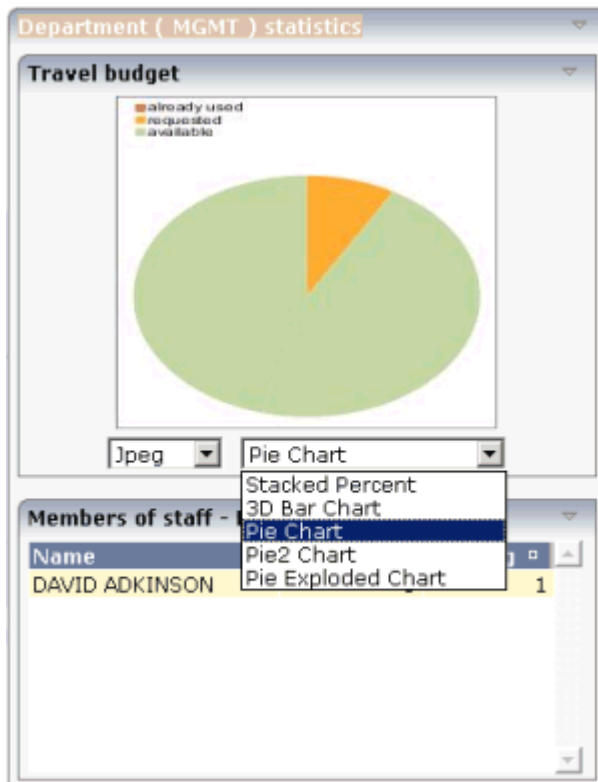 Department ( MGMT ) statistics
Travel budget
already used
requested
available
Jpeg
Pie Chart
Stacked Percent
3D Bar Chart
Pie Chart
Pie2 Chart
Pie Exploded Chart
Members of staff -
Name
DAVID ADKINSON 1